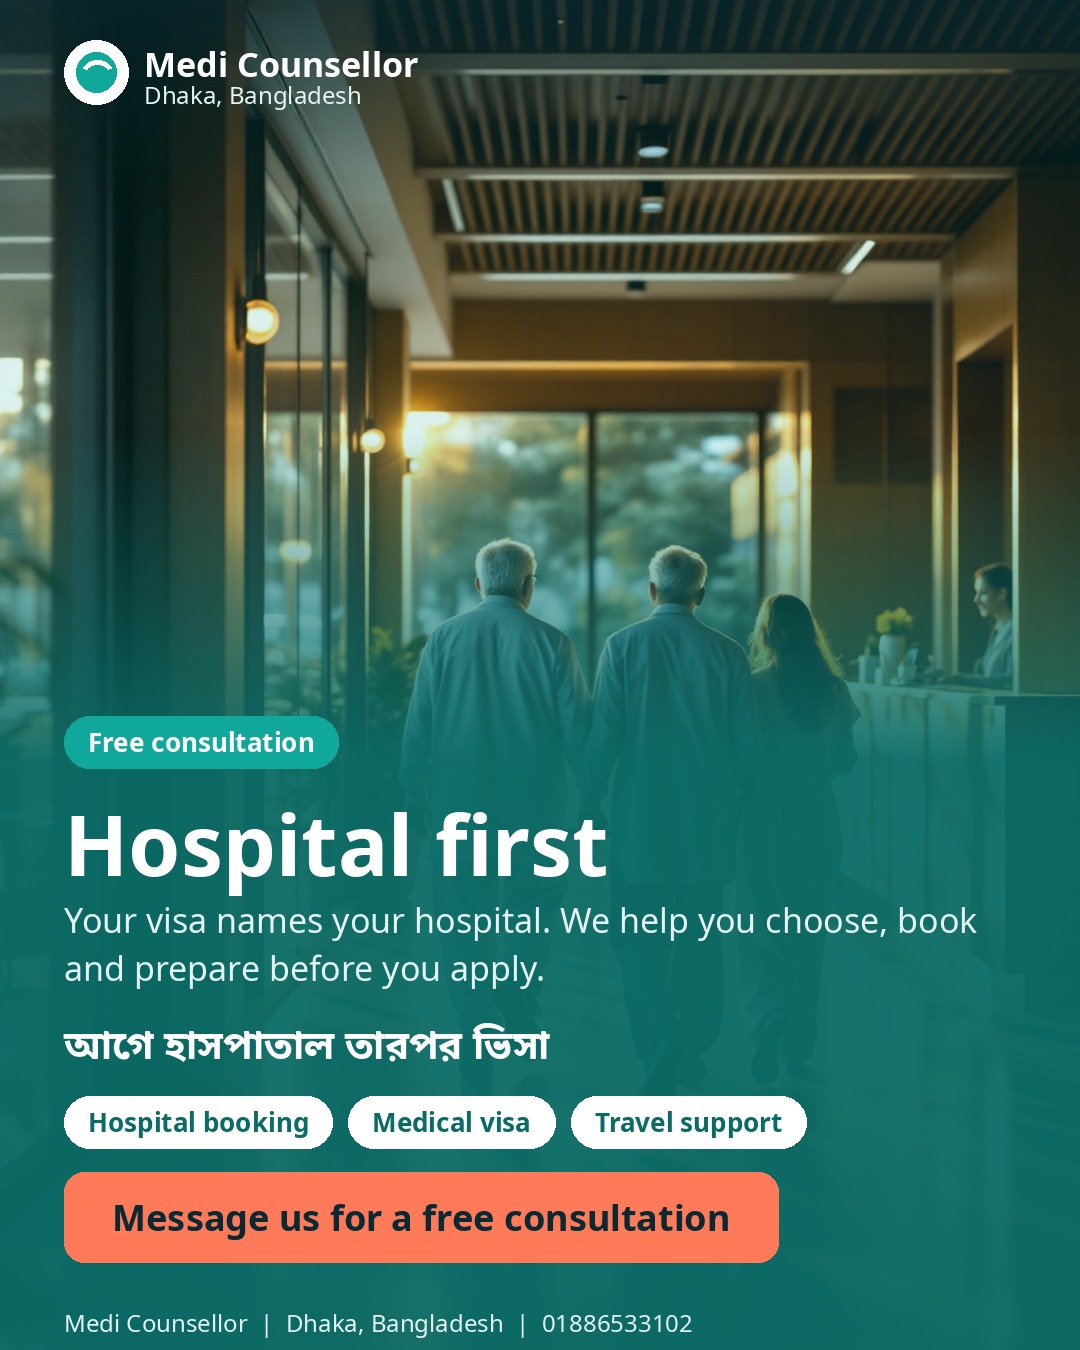 Medi Counsellor
Dhaka, Bangladesh
Free consultation
Hospital first
Your visa names your hospital. We help you choose, book
and prepare before you apply.
আগে হাসপাতাল তারপর ভিসা
Hospital booking Medical visa Travel support
Message us for a free consultation
Medi Counsellor | Dhaka, Bangladesh | 01886533102